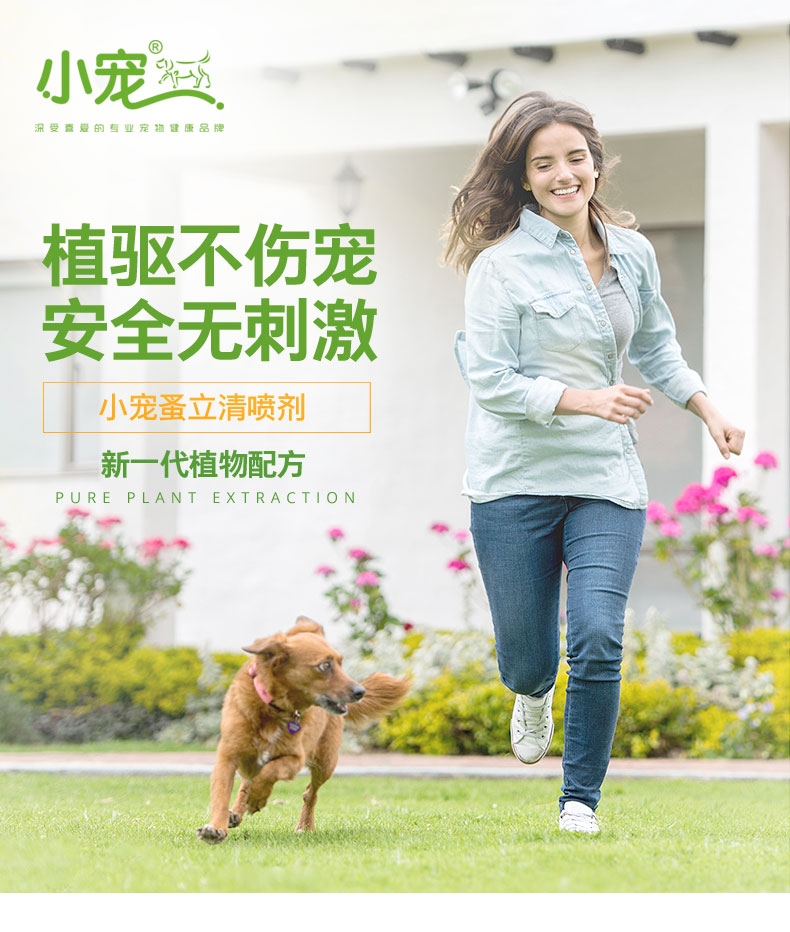 小宠®
深受喜爱的专业宠物健康品牌
植驱不伤宠
安全无刺激
小宠蚤立清喷剂
新一代植物配方
PURE PLANT EXTRACTION